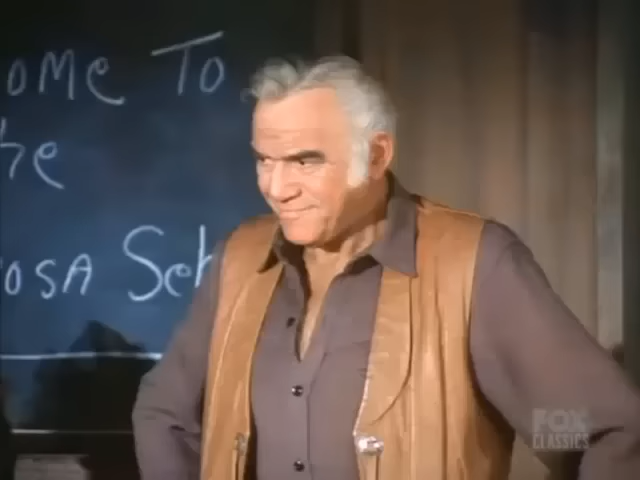 ome To
he
osa Sch
FOX
CLASSICS